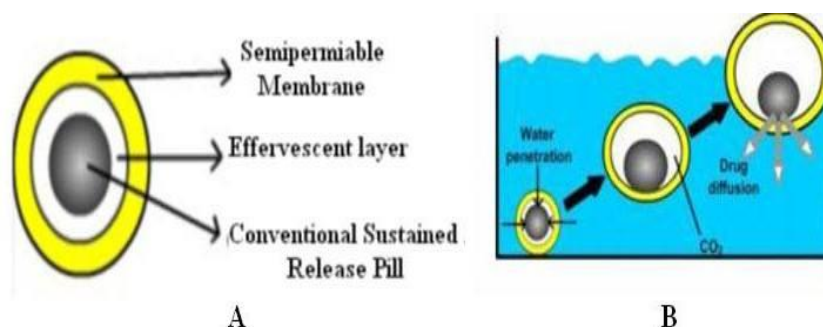 Semipermiable
Membrane
Effervescent layer
Conventional Sustained
Release Pill
A
Water
penetration
Drug
diffusion
CO₂
B